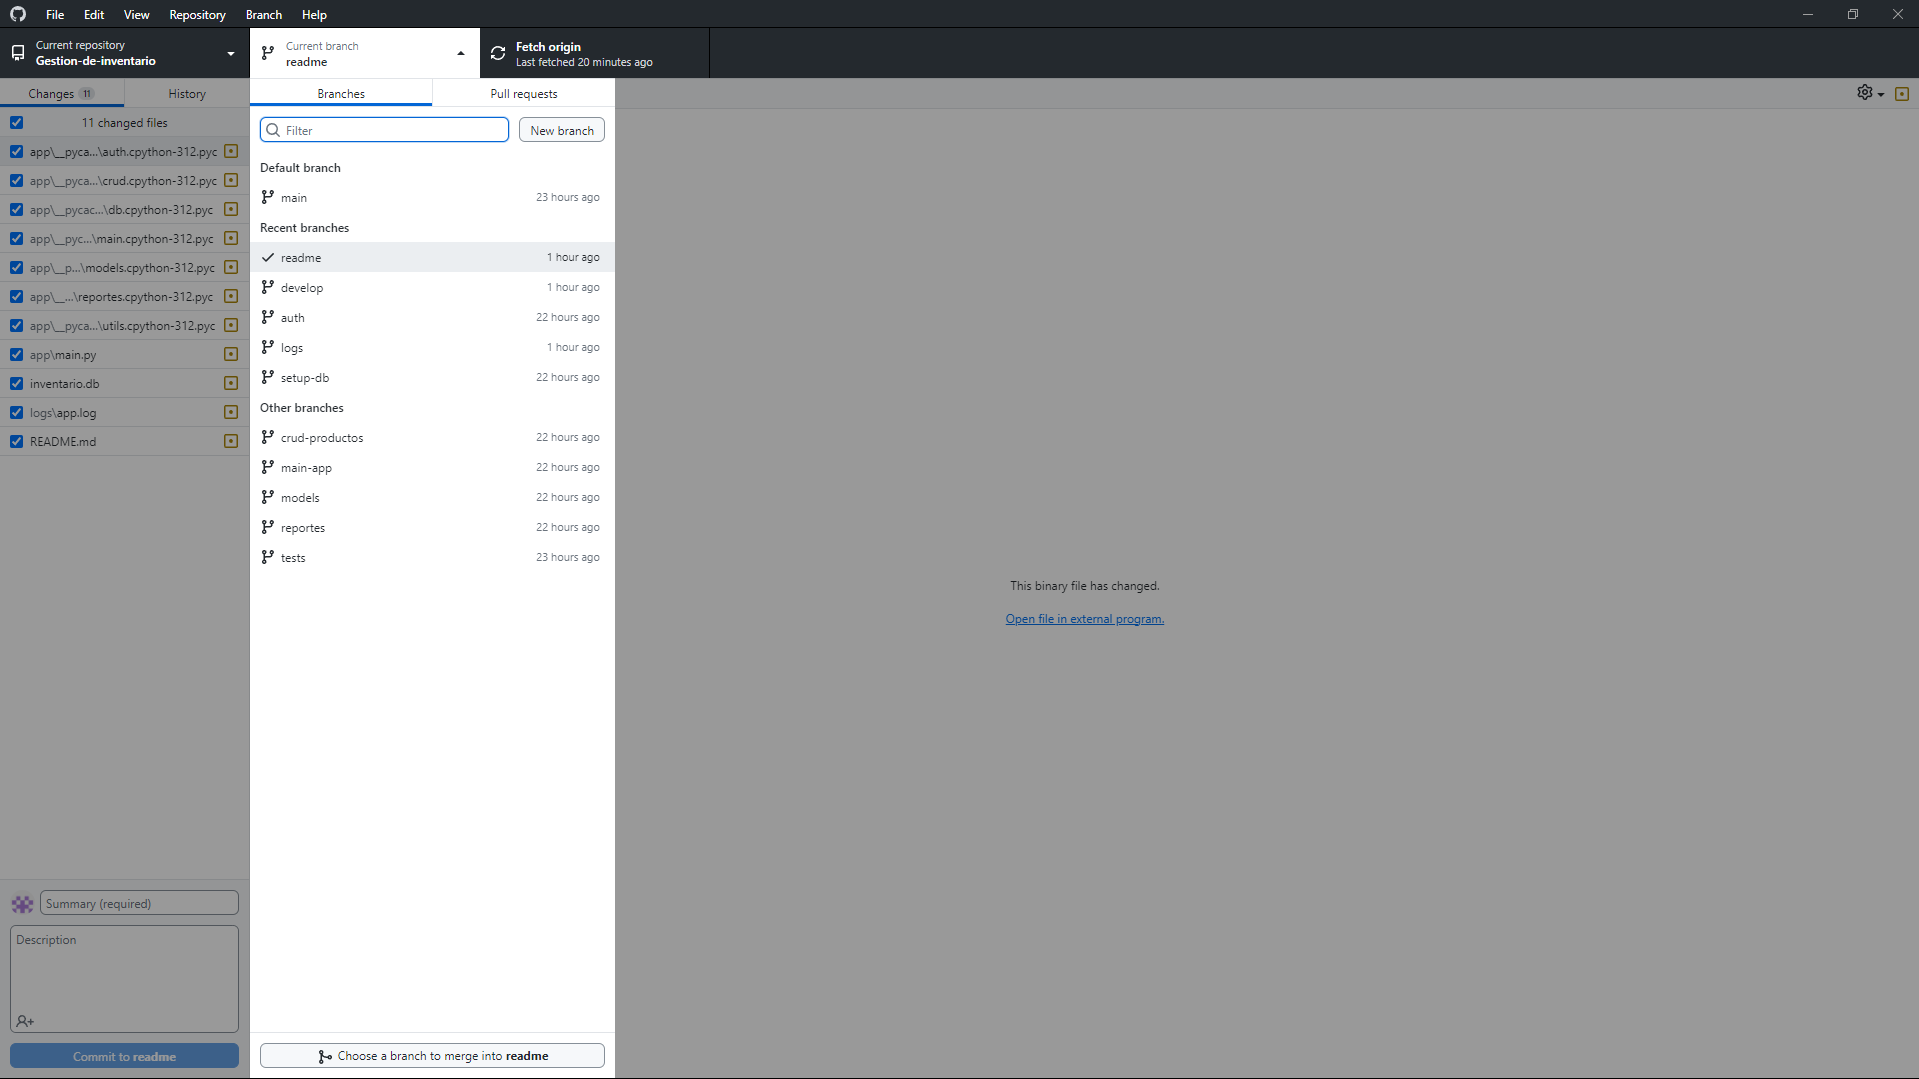 File Edit View Repository Branch Help
Current repository
Gestion-de-inventario
Current branch
readme
Fetch origin
Last fetched 20 minutes ago
Changes 11
History
11 changed files
app\__pyca...\auth.cpython-312.pyc
app\__pyca...\crud.cpython-312.pyc
app\__pycac...\db.cpython-312.pyc
app\__pyc...\main.cpython-312.pyc
app\__p...\models.cpython-312.pyc
app\__...\reportes.cpython-312.pyc
app\__pyca...\utils.cpython-312.pyc
app\main.py
inventario.db
logs\app.log
README.md
Summary (required)
Description
Commit to readme
Branches
Pull requests
Filter
New branch
Default branch
main 23 hours ago
Recent branches
readme 1 hour ago
develop 1 hour ago
auth 22 hours ago
logs 1 hour ago
setup-db 22 hours ago
Other branches
crud-productos 22 hours ago
main-app 22 hours ago
models 22 hours ago
reportes 22 hours ago
tests 23 hours ago
Choose a branch to merge into readme
This binary file has changed.
Open file in external program.